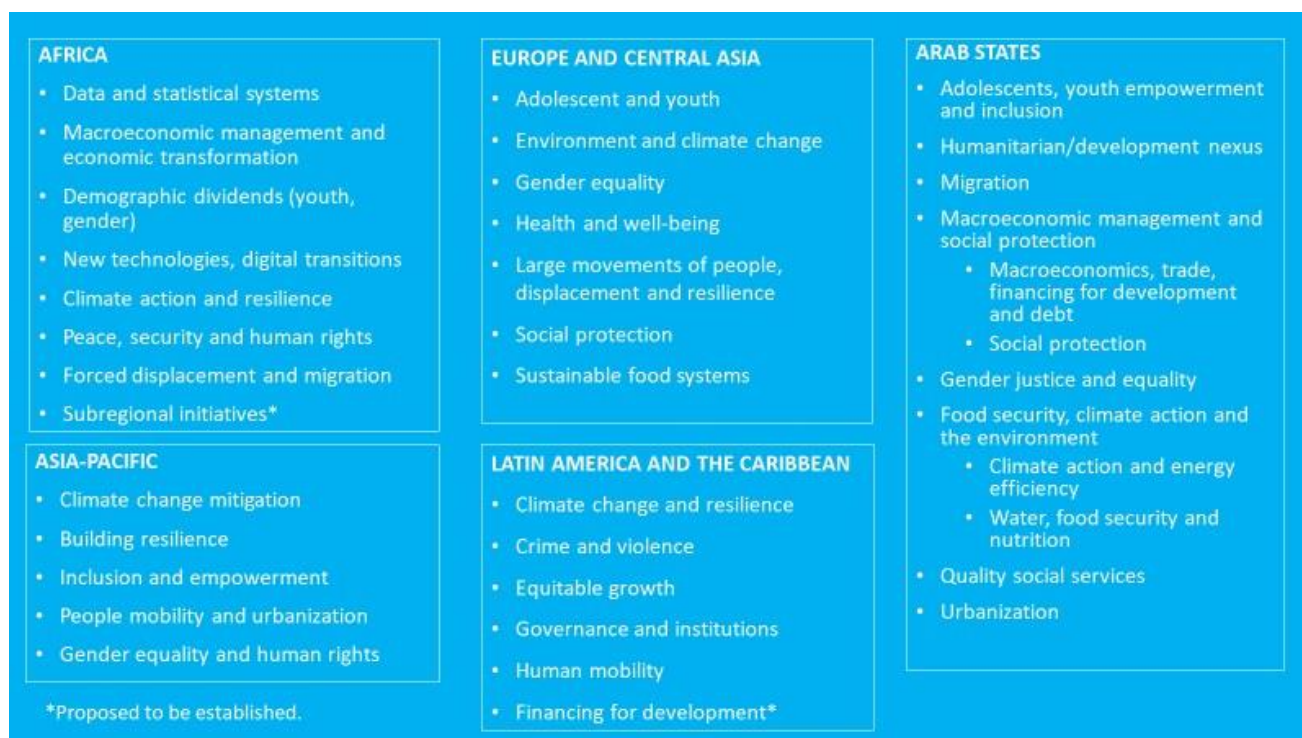 AFRICA
• Data and statistical systems
• Macroeconomic management and
economic transformation
• Demographic dividends (youth,
gender)
• New technologies, digital transitions
• Climate action and resilience
• Peace, security and human rights
• Forced displacement and migration
• Subregional initiatives*
ASIA-PACIFIC
• Climate change mitigation
• Building resilience
• Inclusion and empowerment
• People mobility and urbanization
• Gender equality and human rights
*Proposed to be established.
EUROPE AND CENTRAL ASIA
• Adolescent and youth
• Environment and climate change
• Gender equality
• Health and well-being
• Large movements of people,
displacement and resilience
• Social protection
• Sustainable food systems
LATIN AMERICA AND THE CARIBBEAN
• Climate change and resilience
• Crime and violence
• Equitable growth
• Governance and institutions
• Human mobility
• Financing for development*
ARAB STATES
• Adolescents, youth empowerment
and inclusion
• Humanitarian/development nexus
• Migration
• Macroeconomic management and
social protection
• Macroeconomics, trade,
financing for development
and debt
• Social protection
• Gender justice and equality
• Food security, climate action and
the environment
• Climate action and energy
efficiency
• Water, food security and
nutrition
• Quality social services
• Urbanization